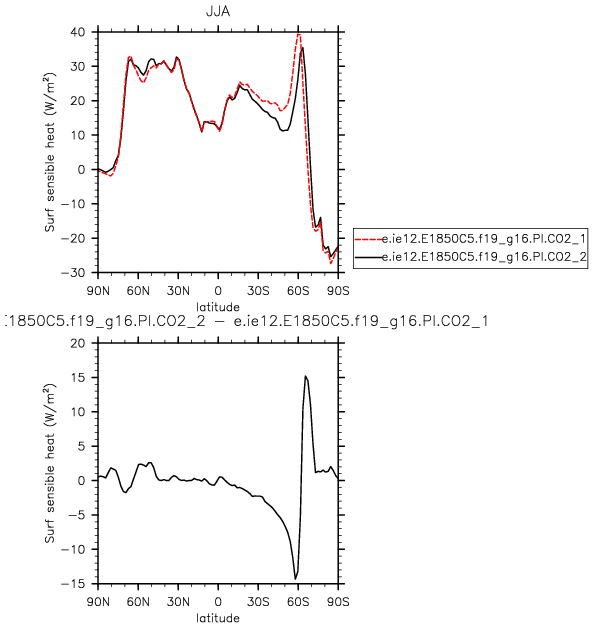 JJA
40
30
20
10
0
−10
−20
−30
Surf sensible heat (W/m²)
90N 60N 30N 0 30S 60S 90S
latitude
e.ie12.E1850C5.f19_g16.PI.CO2_1
e.ie12.E1850C5.f19_g16.PI.CO2_2
:1850C5.f19_g16.PI.CO2_2 − e.ie12.E1850C5.f19_g16.PI.CO2_1
20
15
10
5
0
−5
−10
−15
Surf sensible heat (W/m²)
90N 60N 30N 0 30S 60S 90S
latitude